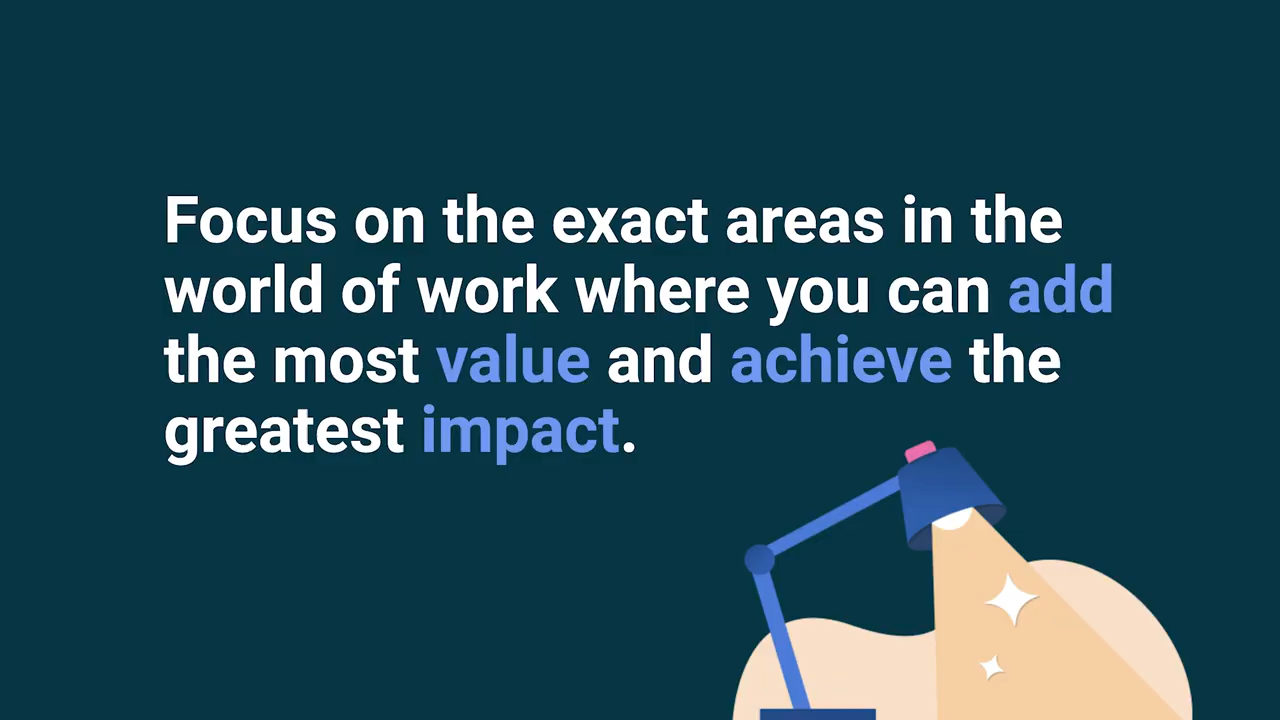 Focus on the exact areas in the
world of work where you can add
the most value and achieve the
greatest impact.